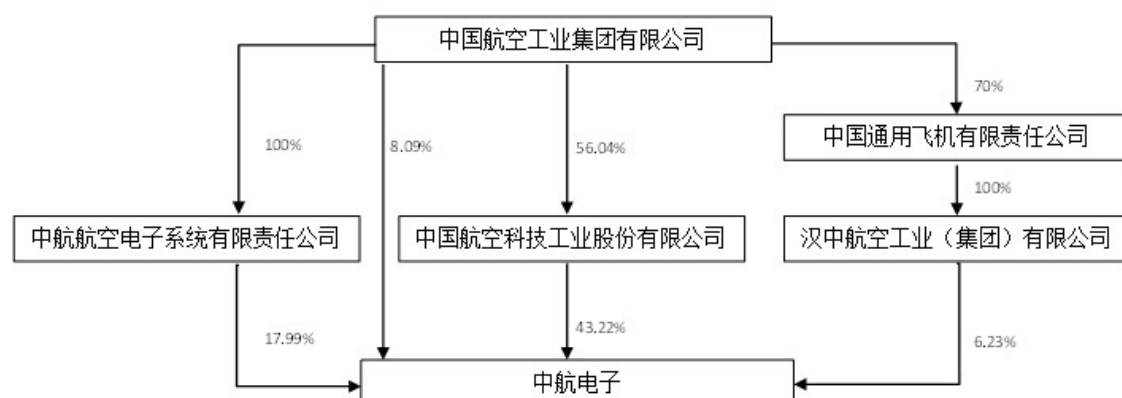 中国航空工业集团有限公司
70%
中国通用飞机有限责任公司
100%
8.09%
56.04%
100%
中航航空电子系统有限责任公司
中国航空科技工业股份有限公司
汉中航空工业（集团）有限公司
17.99%
43.22%
6.23%
中航电子